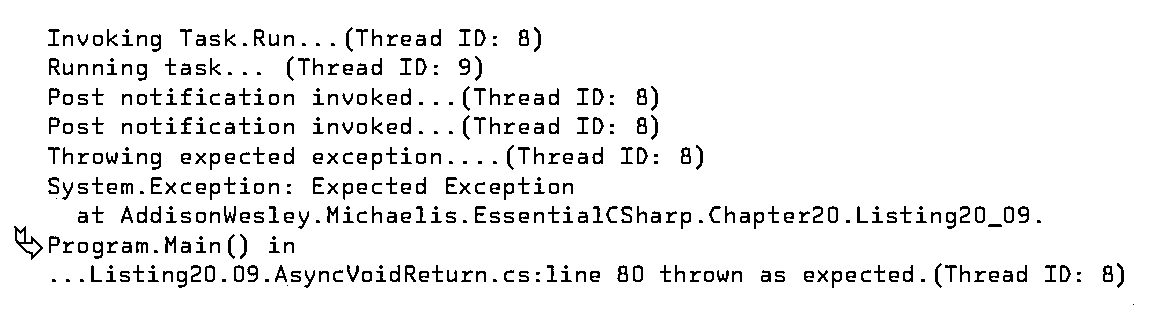 Invoking Task.Run...(Thread ID: 8)
Running task... (Thread ID: 9)
Post notification invoked...(Thread ID: 8)
Post notification invoked...(Thread ID: 8)
Throwing expected exception....(Thread ID: 8)
System.Exception: Expected Exception
at AddisonWesley.Michaelis.EssentialCSharp.Chapter20.Listing20_09.
Program.Main() in
...Listing20.09.AsyncVoidReturn.cs:line 80 thrown as expected.(Thread ID: 8)